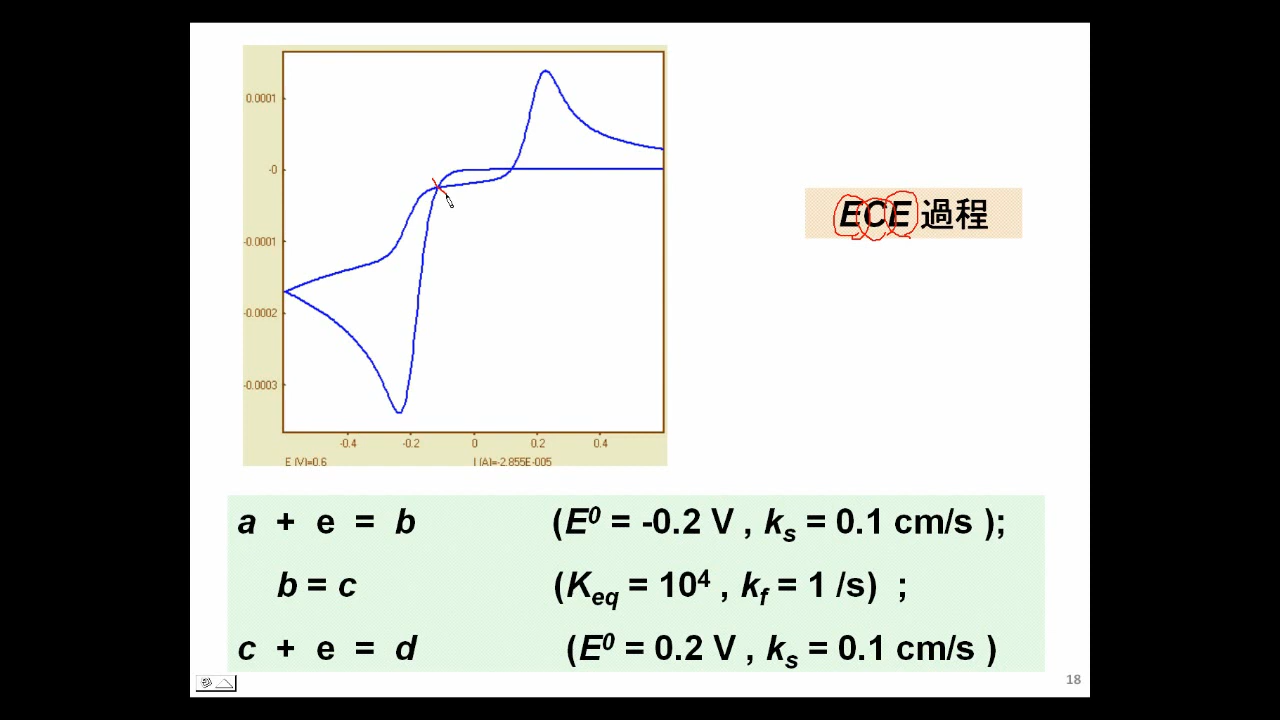 0.0001
-0
-0.0001
-0.0002
-0.0003
-0.4 -0.2 0 0.2 0.4
E (V)=0.6 I (A)=-2.855E-005
ECE 過程
a + e = b (E⁰ = -0.2 V , kₛ = 0.1 cm/s );
b = c (Keq = 10⁴ , kf = 1 /s) ;
c + e = d (E⁰ = 0.2 V , kₛ = 0.1 cm/s )
18